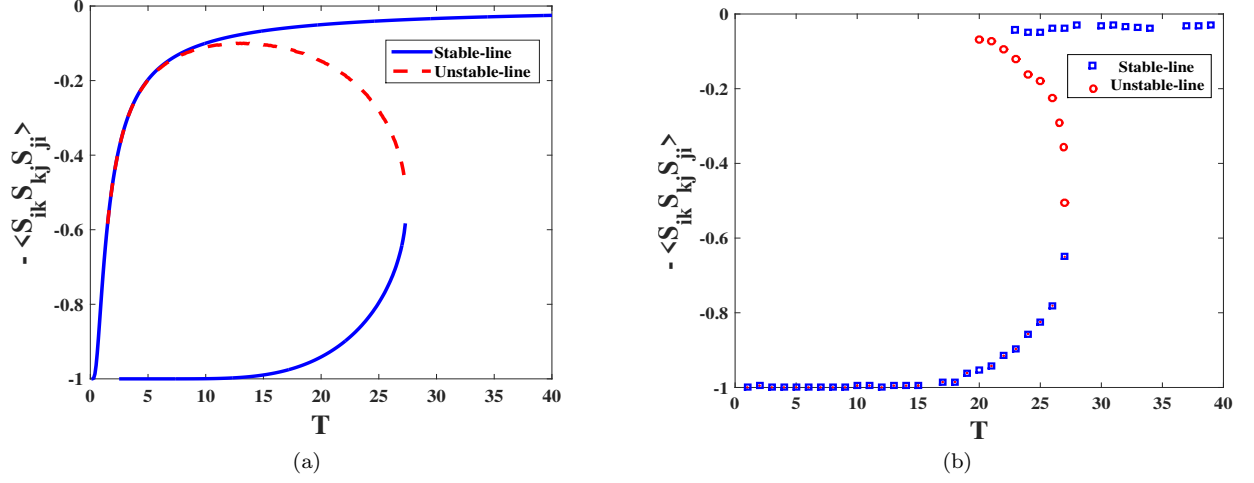 0
-0.2
-0.4
-0.6
-0.8
-1
0 5 10 15 20 25 30 35 40
T
- <S_ik S_kj S_ji>
Stable-line
Unstable-line
(a)
0
-0.2
-0.4
-0.6
-0.8
-1
0 5 10 15 20 25 30 35 40
T
- <S_ik S_kj S_ji>
Stable-line
Unstable-line
(b)